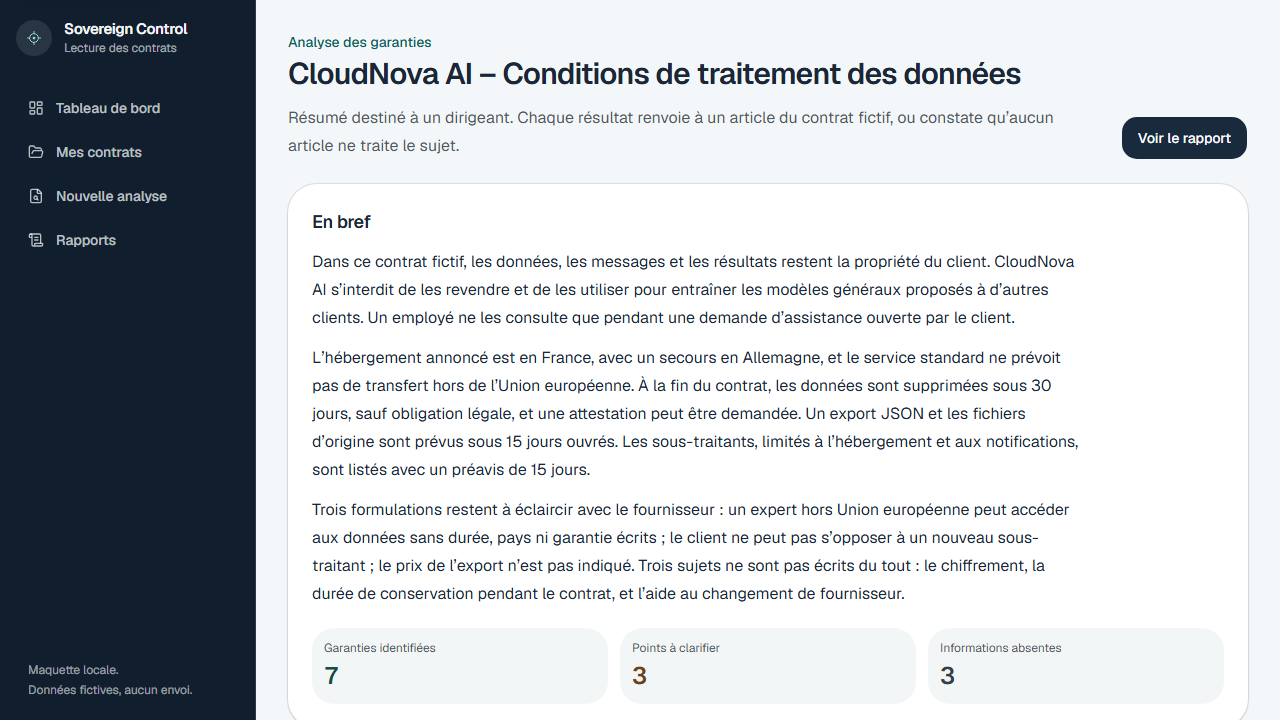 Sovereign Control
Lecture des contrats
Tableau de bord
Mes contrats
Nouvelle analyse
Rapports
Maquette locale.
Données fictives, aucun envoi.
Analyse des garanties
CloudNova AI – Conditions de traitement des données
Résumé destiné à un dirigeant. Chaque résultat renvoie à un article du contrat fictif, ou constate qu’aucun
article ne traite le sujet.
Voir le rapport
En bref
Dans ce contrat fictif, les données, les messages et les résultats restent la propriété du client. CloudNova
AI s’interdit de les revendre et de les utiliser pour entraîner les modèles généraux proposés à d’autres
clients. Un employé ne les consulte que pendant une demande d’assistance ouverte par le client.
L’hébergement annoncé est en France, avec un secours en Allemagne, et le service standard ne prévoit
pas de transfert hors de l’Union européenne. À la fin du contrat, les données sont supprimées sous 30
jours, sauf obligation légale, et une attestation peut être demandée. Un export JSON et les fichiers
d’origine sont prévus sous 15 jours ouvrés. Les sous-traitants, limités à l’hébergement et aux notifications,
sont listés avec un préavis de 15 jours.
Trois formulations restent à éclaircir avec le fournisseur : un expert hors Union européenne peut accéder
aux données sans durée, pays ni garantie écrits ; le client ne peut pas s’opposer à un nouveau sous-
traitant ; le prix de l’export n’est pas indiqué. Trois sujets ne sont pas écrits du tout : le chiffrement, la
durée de conservation pendant le contrat, et l’aide au changement de fournisseur.
Garanties identifiées
7
Points à clarifier
3
Informations absentes
3